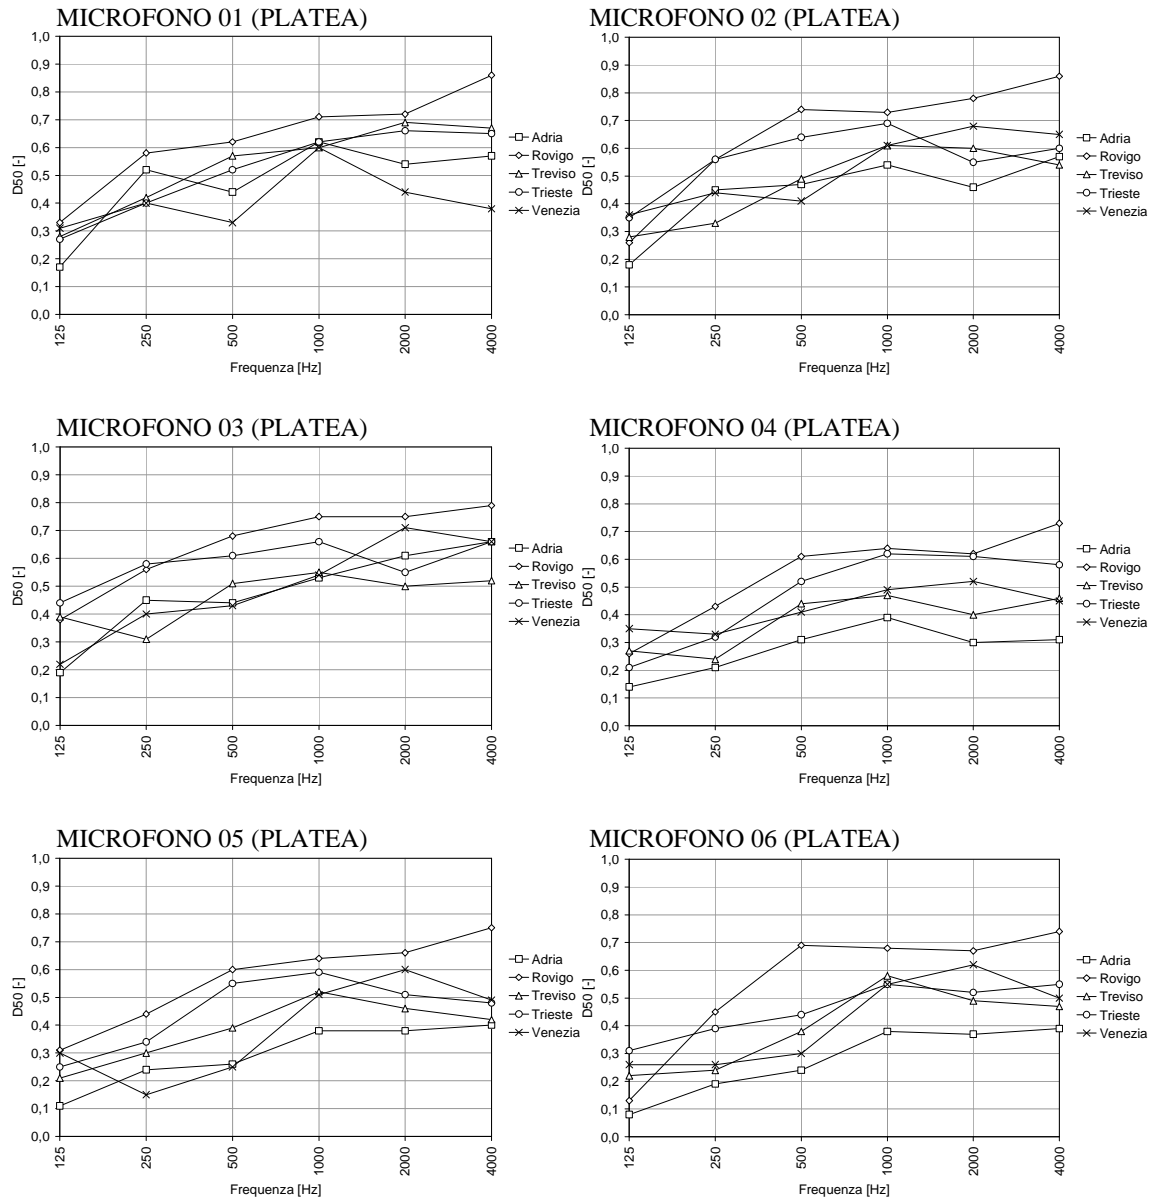 MICROFONO 01 (PLATEA)
1,0
0,9
0,8
0,7
0,6
0,5
0,4
0,3
0,2
0,1
0,0
D50 [-]
125
250
500
1000
2000
4000
Frequenza [Hz]
Adria
Rovigo
Treviso
Trieste
Venezia
MICROFONO 02 (PLATEA)
1,0
0,9
0,8
0,7
0,6
0,5
0,4
0,3
0,2
0,1
0,0
D50 [-]
125
250
500
1000
2000
4000
Frequenza [Hz]
Adria
Rovigo
Treviso
Trieste
Venezia
MICROFONO 03 (PLATEA)
1,0
0,9
0,8
0,7
0,6
0,5
0,4
0,3
0,2
0,1
0,0
D50 [-]
125
250
500
1000
2000
4000
Frequenza [Hz]
Adria
Rovigo
Treviso
Trieste
Venezia
MICROFONO 04 (PLATEA)
1,0
0,9
0,8
0,7
0,6
0,5
0,4
0,3
0,2
0,1
0,0
D50 [-]
125
250
500
1000
2000
4000
Frequenza [Hz]
Adria
Rovigo
Treviso
Trieste
Venezia
MICROFONO 05 (PLATEA)
1,0
0,9
0,8
0,7
0,6
0,5
0,4
0,3
0,2
0,1
0,0
D50 [-]
125
250
500
1000
2000
4000
Frequenza [Hz]
Adria
Rovigo
Treviso
Trieste
Venezia
MICROFONO 06 (PLATEA)
1,0
0,9
0,8
0,7
0,6
0,5
0,4
0,3
0,2
0,1
0,0
D50 [-]
125
250
500
1000
2000
4000
Frequenza [Hz]
Adria
Rovigo
Treviso
Trieste
Venezia